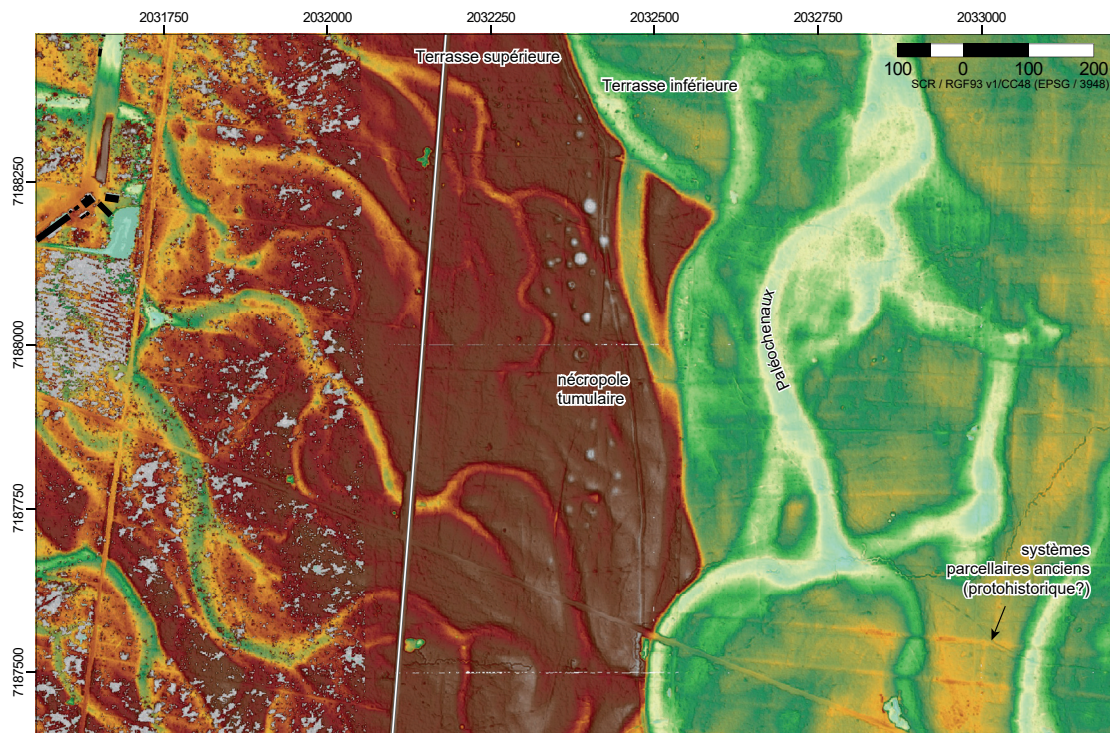 2031750 2032000 2032250 2032500 2032750 2033000
Terrasse supérieure
Terrasse inférieure
100 0 100 200
SCR / RGF93 v1/CC48 (EPSG / 3948)
7188250
7188000
7187750
7187500
Paléochenaux
nécropole
tumulaire
systèmes
parcellaires anciens
(protohistorique?)